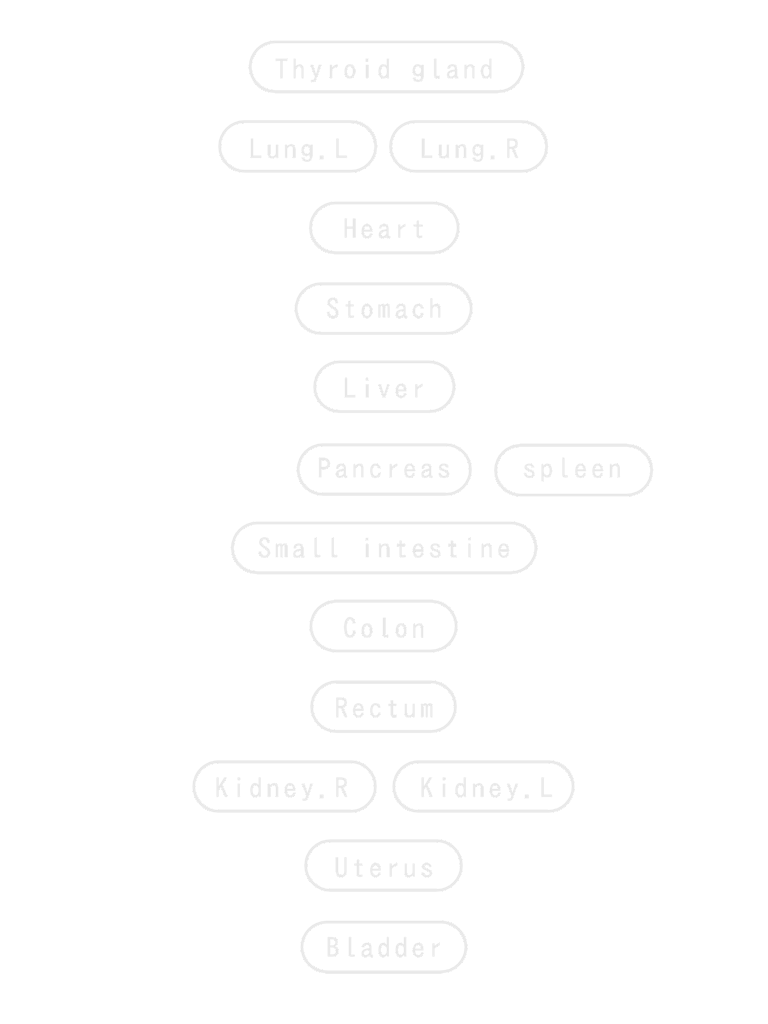 Thyroid gland
Lung.L Lung.R
Heart
Stomach
Liver
Pancreas spleen
Small intestine
Colon
Rectum
Kidney.R Kidney.L
Uterus
Bladder